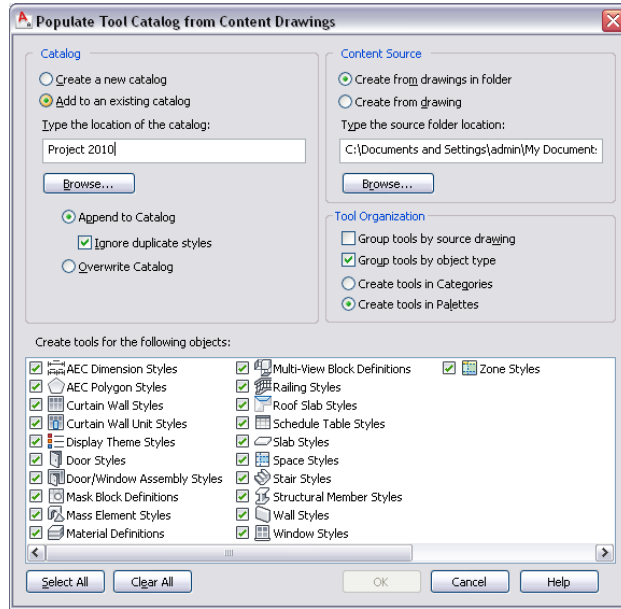 Populate Tool Catalog from Content Drawings
Catalog
Create a new catalog
Add to an existing catalog
Type the location of the catalog:
Project 2010
Browse...
Append to Catalog
Ignore duplicate styles
Overwrite Catalog
Content Source
Create from drawings in folder
Create from drawing
Type the source folder location:
C:\Documents and Settings\admin\My Document:
Browse...
Tool Organization
Group tools by source drawing
Group tools by object type
Create tools in Categories
Create tools in Palettes
Create tools for the following objects:
AEC Dimension Styles
AEC Polygon Styles
Curtain Wall Styles
Curtain Wall Unit Styles
Display Theme Styles
Door Styles
Door/Window Assembly Styles
Mask Block Definitions
Mass Element Styles
Material Definitions
Multi-View Block Definitions
Railing Styles
Roof Slab Styles
Schedule Table Styles
Slab Styles
Space Styles
Stair Styles
Structural Member Styles
Wall Styles
Window Styles
Zone Styles
Select All
Clear All
OK
Cancel
Help